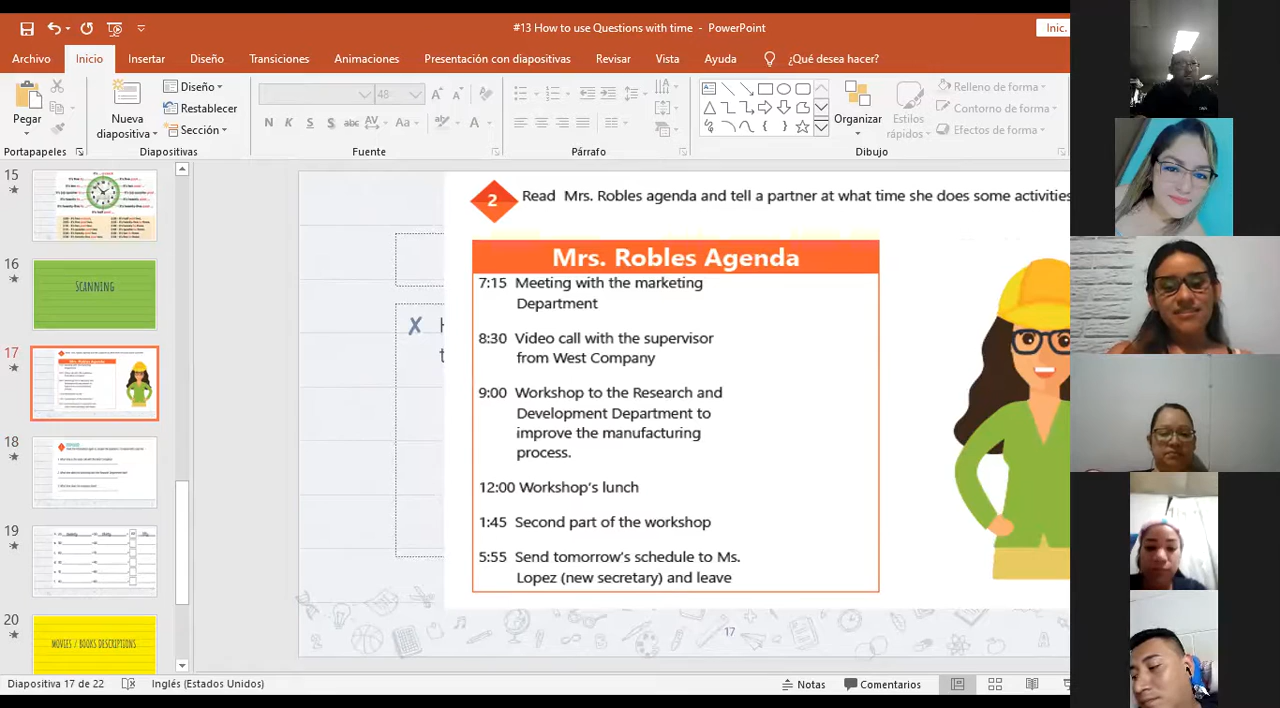 #13 How to use Questions with time - PowerPoint
Inic.
Archivo Inicio Insertar Diseño Transiciones Animaciones Presentación con diapositivas Revisar Vista Ayuda ¿Qué desea hacer?
Pegar
Nueva diapositiva
Diseño
Restablecer
Sección
48
N K S S abc AV Aa A
Organizar
Estilos rápidos
Relleno de forma
Contorno de forma
Efectos de forma
Portapapeles Diapositivas Fuente Párrafo Dibujo
15
16
SCANNING
17
18
19
20
MOVIES / BOOKS DESCRIPTIONS
2 Read Mrs. Robles agenda and tell a partner at what time she does some activities
Mrs. Robles Agenda
7:15 Meeting with the marketing
Department
8:30 Video call with the supervisor
from West Company
9:00 Workshop to the Research and
Development Department to
improve the manufacturing
process.
12:00 Workshop's lunch
1:45 Second part of the workshop
5:55 Send tomorrow's schedule to Ms.
Lopez (new secretary) and leave
17
Diapositiva 17 de 22 Inglés (Estados Unidos) Notas Comentarios